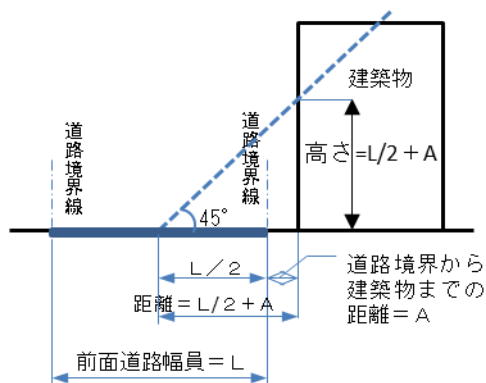 建築物
道路境界線
道路境界線
高さ=L/2+A
45°
L/2
道路境界から
建築物までの
距離=A
距離=L/2+A
前面道路幅員=L